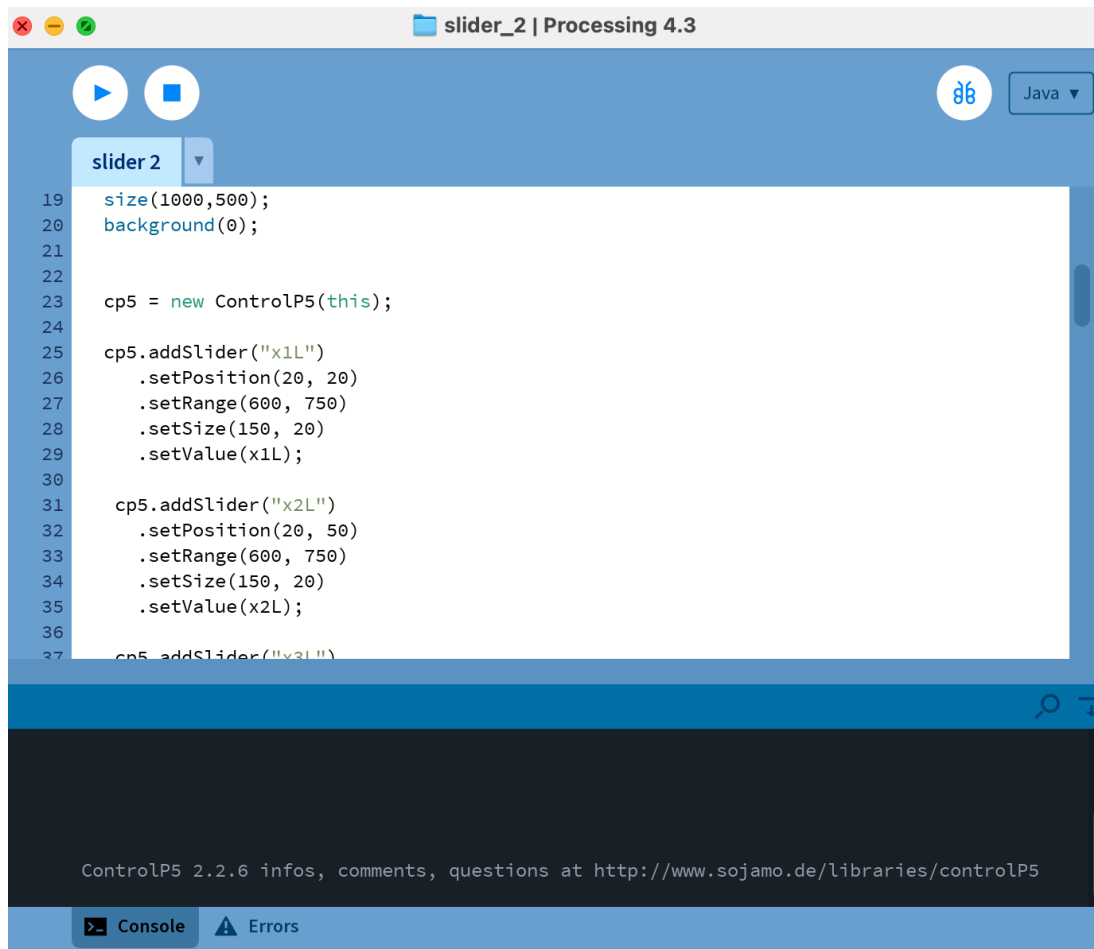 slider_2 | Processing 4.3
Java ▼
slider 2 ▼
19 size(1000,500);
20 background(0);
21
22
23 cp5 = new ControlP5(this);
24
25 cp5.addSlider("x1L")
26 .setPosition(20, 20)
27 .setRange(600, 750)
28 .setSize(150, 20)
29 .setValue(x1L);
30
31 cp5.addSlider("x2L")
32 .setPosition(20, 50)
33 .setRange(600, 750)
34 .setSize(150, 20)
35 .setValue(x2L);
36
37 cp5.addSlider("x3L")
ControlP5 2.2.6 infos, comments, questions at http://www.sojamo.de/libraries/controlP5
Console Errors